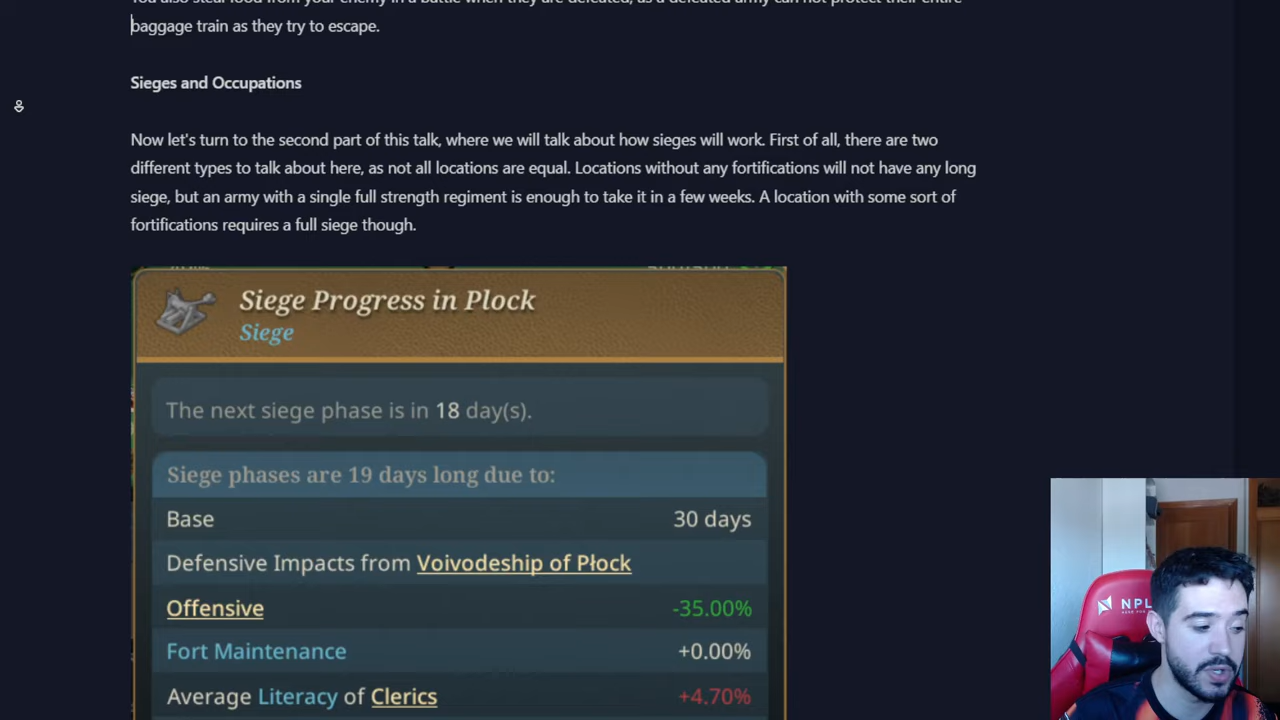 baggage train as they try to escape.
Sieges and Occupations
Now let's turn to the second part of this talk, where we will talk about how sieges will work. First of all, there are two
different types to talk about here, as not all locations are equal. Locations without any fortifications will not have any long
siege, but an army with a single full strength regiment is enough to take it in a few weeks. A location with some sort of
fortifications requires a full siege though.
Siege Progress in Plock
Siege
The next siege phase is in 18 day(s).
Siege phases are 19 days long due to:
Base 30 days
Defensive Impacts from Voivodeship of Płock
Offensive -35.00%
Fort Maintenance +0.00%
Average Literacy of Clerics +4.70%
NPL